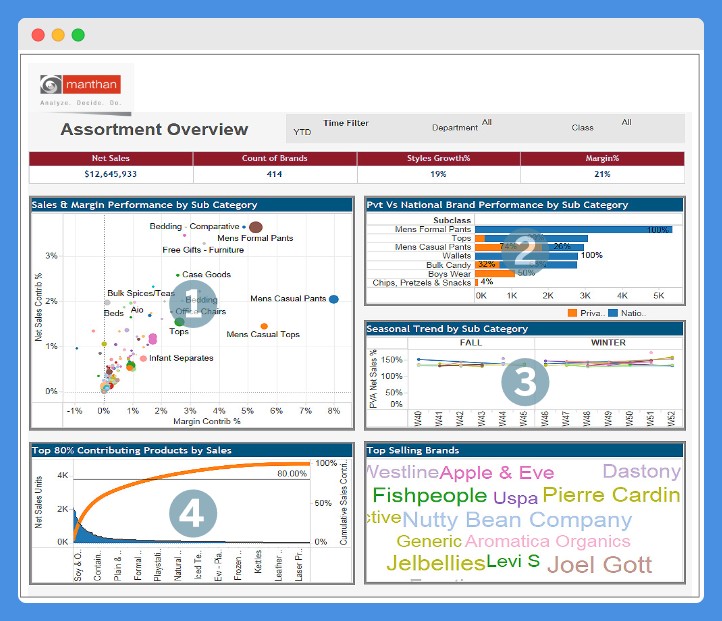 manthan
Analyze. Decide. Do.
Assortment Overview
YTD
Time Filter
Department
All
Class
All
Net Sales
Count of Brands
Styles Growth%
Margin%
$12,645,933
414
19%
21%
Sales & Margin Performance by Sub Category
Net Sales Contrib %
3%
2%
1%
0%
Bedding - Comparative
Mens Formal Pants
Free Gifts - Furniture
Case Goods
Bulk Spices/Teas
Bedding
Mens Casual Pants
Beds
Aio
Office Chairs
Tops
Mens Casual Tops
Infant Separates
1
-1% 0% 1% 2% 3% 4% 5% 6% 7% 8%
Margin Contrib %
Pvt Vs National Brand Performance by Sub Category
Subclass
Mens Formal Pants 100%
Tops
Mens Casual Pants 74% 26%
Wallets 100%
Bulk Candy 32%
Boys Wear 50%
Chips, Pretzels & Snacks 4%
2
0K 1K 2K 3K 4K 5K
Priva.. Natio..
Seasonal Trend by Sub Category
FALL WINTER
PVA, Net Sales %
150%
100%
50%
0%
3
W40 W41 W42 W43 W44 W45 W46 W47 W48 W49 W50 W51 W52
Top 80% Contributing Products by Sales
Net Sales Units
4K
2K
0K
80.00%
100%
50%
0%
Cumulative Sales Contri..
4
Soy & O.. Contain.. Plain &.. Formal.. Playstati.. Natural.. Iced Te.. Ew - Pla.. Frozen.. Kettles Leather.. Laser Pr..
Top Selling Brands
Westline Apple & Eve Dastony
Fishpeople Uspa Pierre Cardin
ctive Nutty Bean Company
Generic Aromatica Organics
Jelbellies Levi S Joel Gott